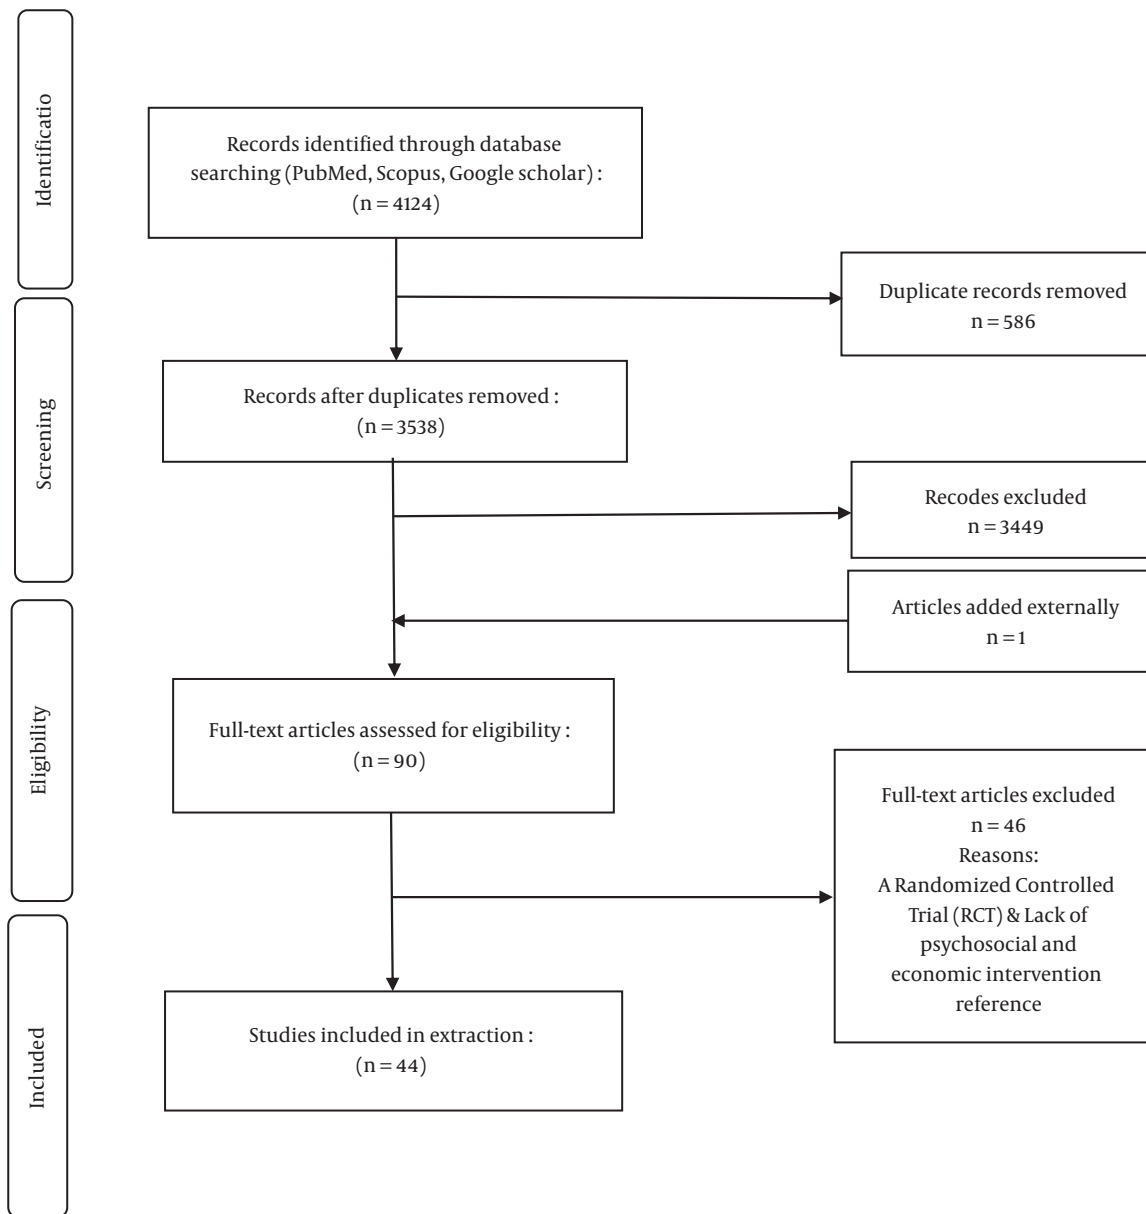 Identificatio
Records identified through database
searching (PubMed, Scopus, Google scholar) :
(n = 4124)
Duplicate records removed
n = 586
Screening
Records after duplicates removed :
(n = 3538)
Recodes excluded
n = 3449
Articles added externally
n = 1
Eligibility
Full-text articles assessed for eligibility :
(n = 90)
Full-text articles excluded
n = 46
Reasons:
A Randomized Controlled
Trial (RCT) & Lack of
psychosocial and
economic intervention
reference
Included
Studies included in extraction :
(n = 44)